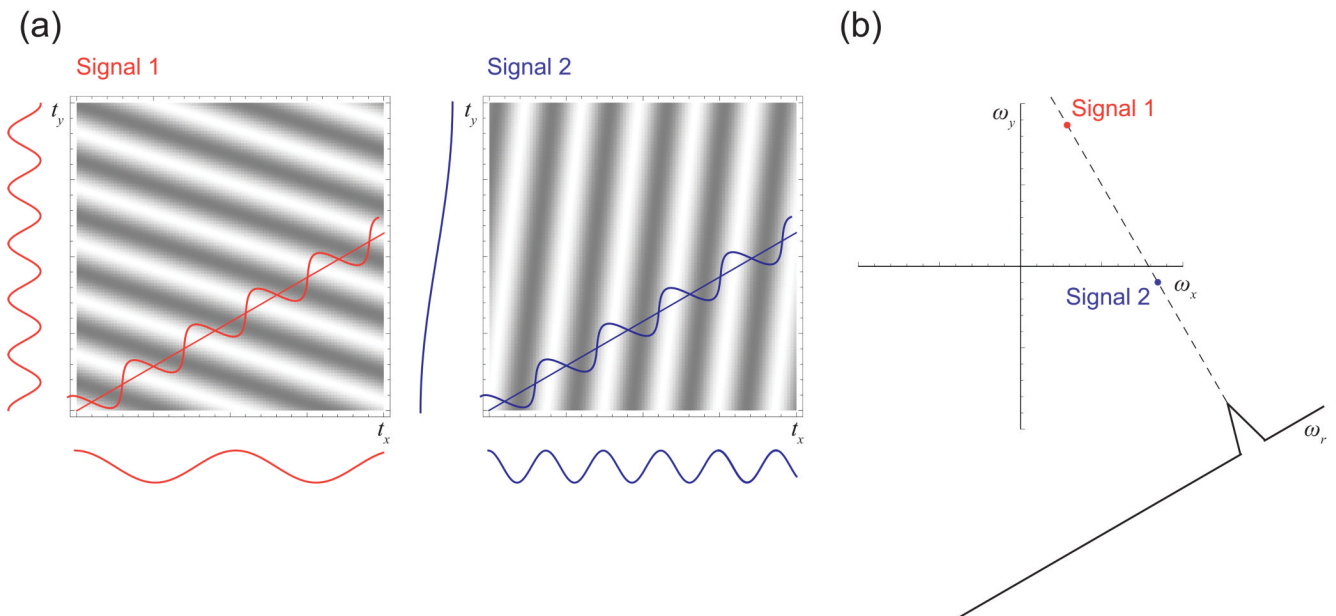 (a)
Signal 1
t_y
t_x
Signal 2
t_y
t_x
(b)
ω_y
Signal 1
Signal 2
ω_x
ω_r